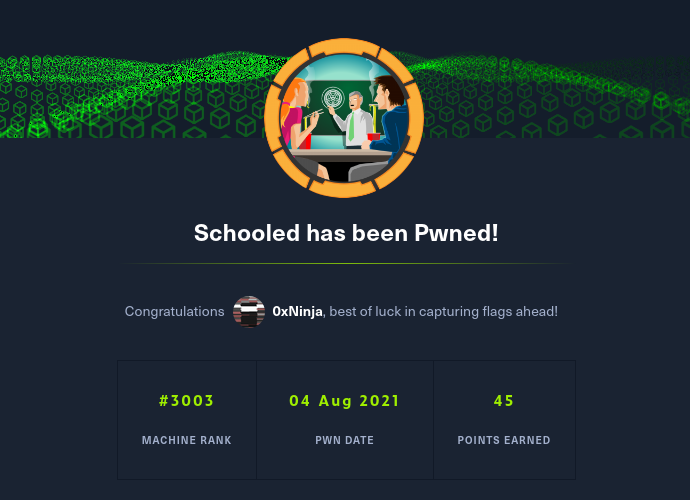 Schooled has been Pwned!
Congratulations 0xNinja, best of luck in capturing flags ahead!
#3003 04 Aug 2021 45
MACHINE RANK PWN DATE POINTS EARNED